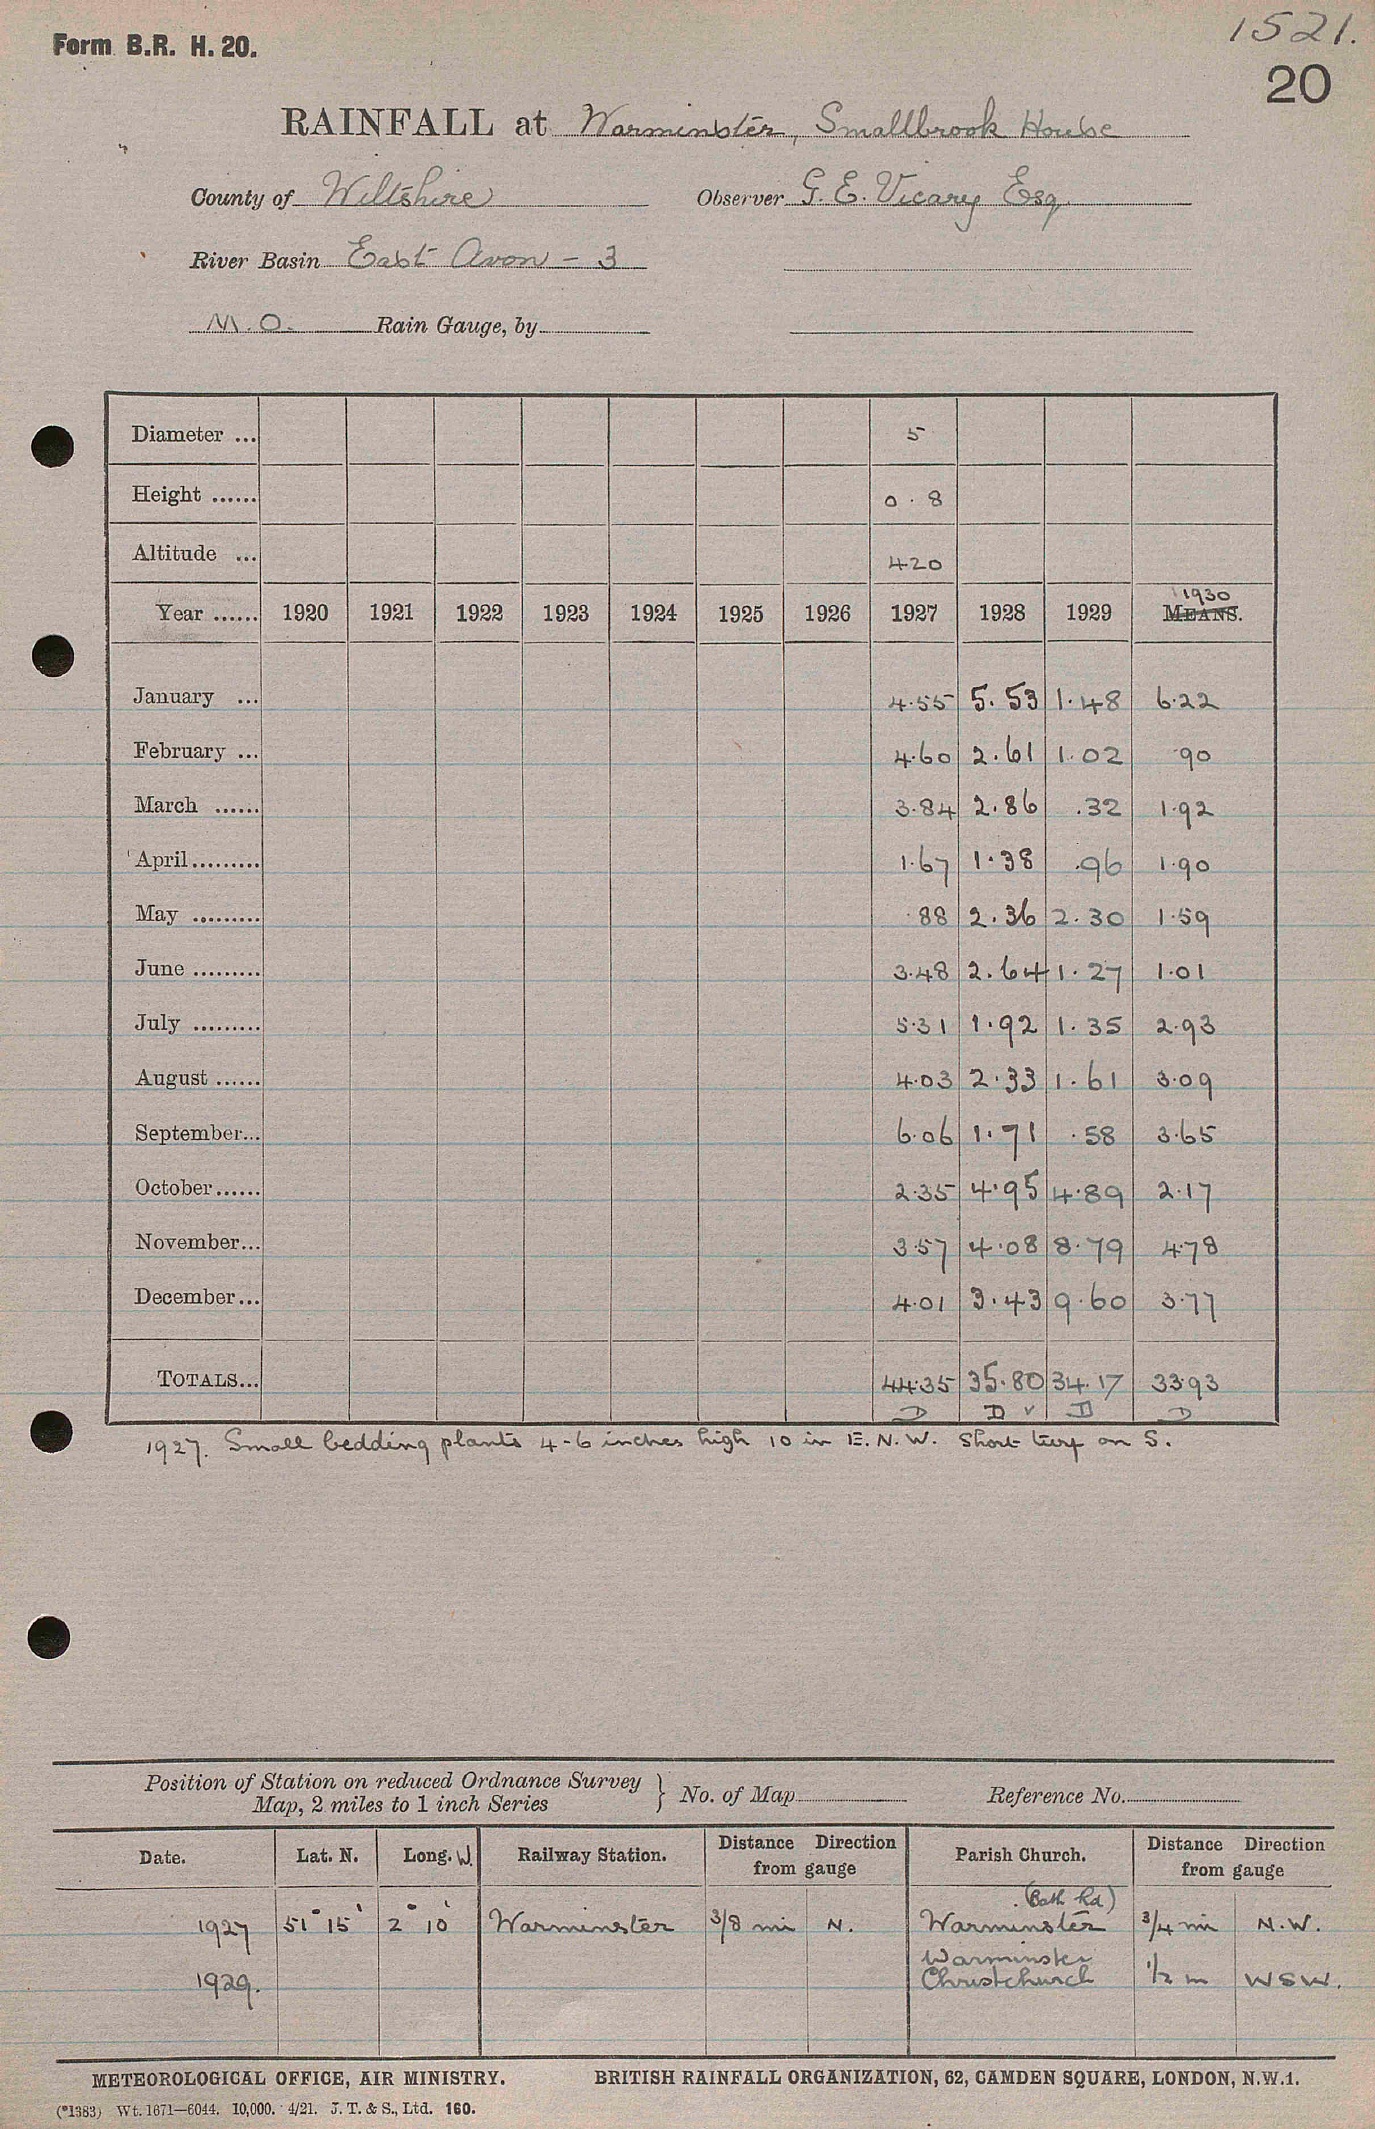 Form B.R. H. 20.
1521.
20
RAINFALL at Warminster, Smallbrook House
County of Wiltshire Observer G. E. Vicary Esq
River Basin East Avon - 3
M.O. Rain Gauge, by
Diameter ... 5
Height ...... 0.8
Altitude ... 420
1930
Year ...... 1920 1921 1922 1923 1924 1925 1926 1927 1928 1929 MEANS.
January ... 4.55 5.53 1.48 6.22
February ... 4.60 2.61 1.02 .90
March ...... 3.84 2.86 .32 1.92
April......... 1.67 1.38 .96 1.90
May ......... .88 2.36 2.30 1.59
June ......... 3.48 2.64 1.27 1.01
July ......... 5.31 1.92 1.35 2.93
August ...... 4.03 2.33 1.61 3.09
September... 6.06 1.71 .58 3.65
October...... 2.35 4.95 4.89 2.17
November... 3.57 4.08 8.79 4.78
December... 4.01 3.43 9.60 3.77
TOTALS... 44.35 35.80 34.17 33.93
D D v D D
1927. Small bedding plants 4-6 inches high 10 in E. N. W. Short turf on S.
Position of Station on reduced Ordnance Survey
Map, 2 miles to 1 inch Series } No. of Map Reference No.
Date. Lat. N. Long. W. Railway Station. Distance Direction from gauge Parish Church. Distance Direction from gauge
(Bath Rd)
1927 51° 15' 2° 10' Warminster 3/8 mi N. Warminster 3/4 mi N.W.
Warminster
1929. Christchurch 1/2 m WSW.
METEOROLOGICAL OFFICE, AIR MINISTRY. BRITISH RAINFALL ORGANIZATION, 62, CAMDEN SQUARE, LONDON, N.W.1.
(*1383) Wt. 1671—6044. 10,000. 4/21. J. T. & S., Ltd. 160.